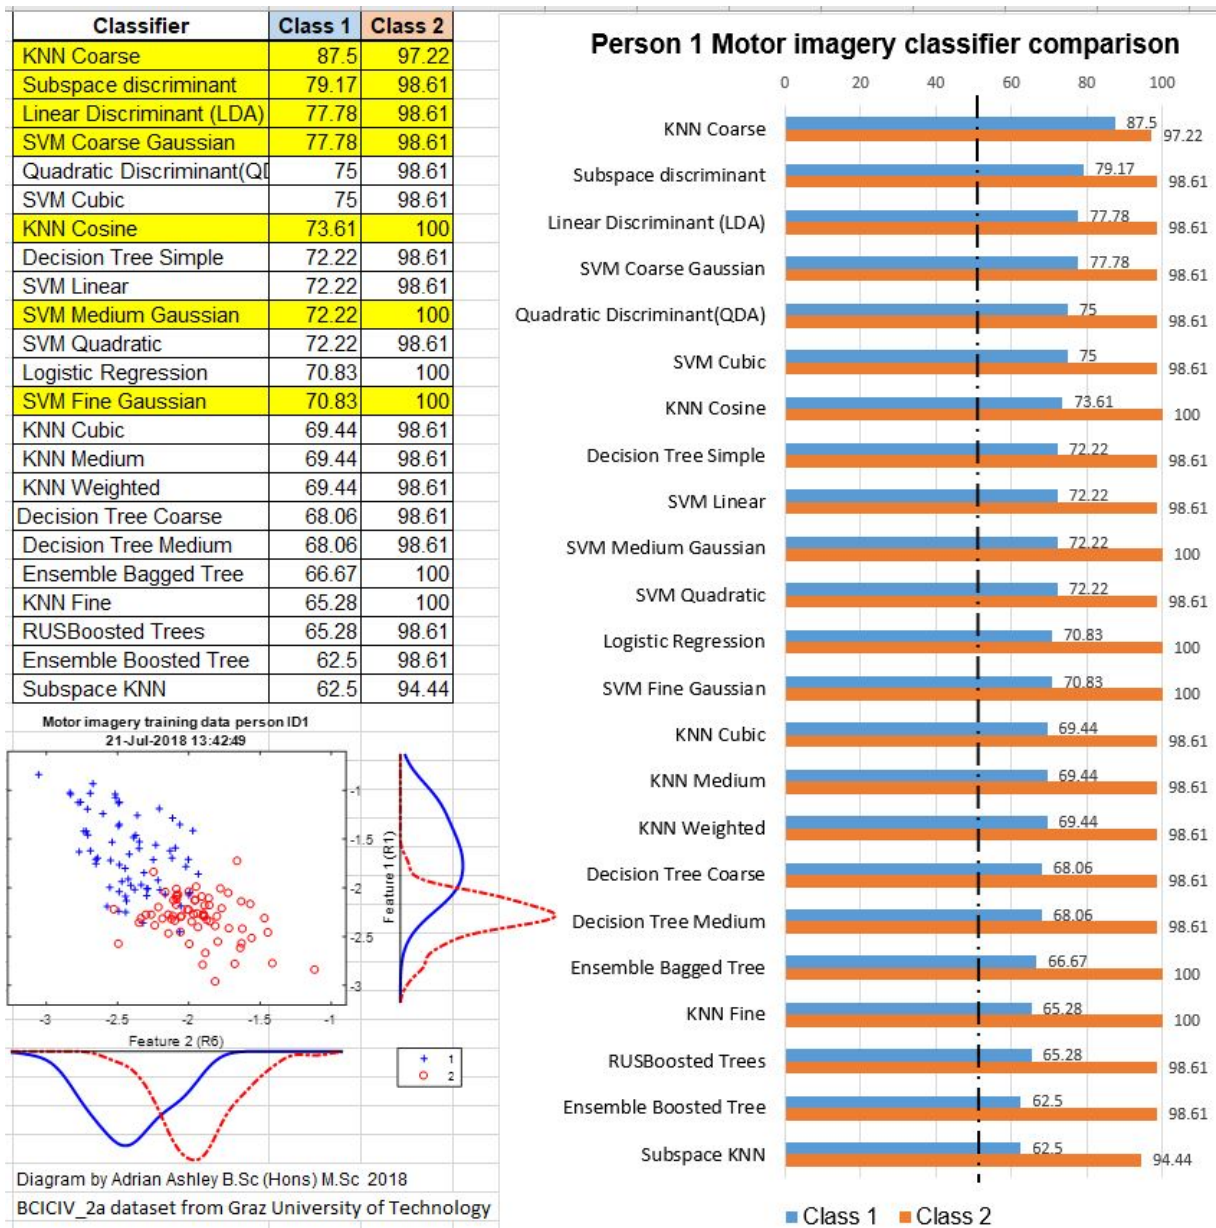 Classifier Class 1 Class 2
KNN Coarse 87.5 97.22
Subspace discriminant 79.17 98.61
Linear Discriminant (LDA) 77.78 98.61
SVM Coarse Gaussian 77.78 98.61
Quadratic Discriminant(QD 75 98.61
SVM Cubic 75 98.61
KNN Cosine 73.61 100
Decision Tree Simple 72.22 98.61
SVM Linear 72.22 98.61
SVM Medium Gaussian 72.22 100
SVM Quadratic 72.22 98.61
Logistic Regression 70.83 100
SVM Fine Gaussian 70.83 100
KNN Cubic 69.44 98.61
KNN Medium 69.44 98.61
KNN Weighted 69.44 98.61
Decision Tree Coarse 68.06 98.61
Decision Tree Medium 68.06 98.61
Ensemble Bagged Tree 66.67 100
KNN Fine 65.28 100
RUSBoosted Trees 65.28 98.61
Ensemble Boosted Tree 62.5 98.61
Subspace KNN 62.5 94.44
Motor imagery training data person ID1
21-Jul-2018 13:42:49
-1
-1.5
-2
-2.5
-3
Feature 1 (R1)
-3 -2.5 -2 -1.5 -1
Feature 2 (R6)
1
2
Diagram by Adrian Ashley B.Sc (Hons) M.Sc 2018
BCICIV_2a dataset from Graz University of Technology
Person 1 Motor imagery classifier comparison
0 20 40 60 80 100
KNN Coarse 87.5 97.22
Subspace discriminant 79.17 98.61
Linear Discriminant (LDA) 77.78 98.61
SVM Coarse Gaussian 77.78 98.61
Quadratic Discriminant(QDA) 75 98.61
SVM Cubic 75 98.61
KNN Cosine 73.61 100
Decision Tree Simple 72.22 98.61
SVM Linear 72.22 98.61
SVM Medium Gaussian 72.22 100
SVM Quadratic 72.22 98.61
Logistic Regression 70.83 100
SVM Fine Gaussian 70.83 100
KNN Cubic 69.44 98.61
KNN Medium 69.44 98.61
KNN Weighted 69.44 98.61
Decision Tree Coarse 68.06 98.61
Decision Tree Medium 68.06 98.61
Ensemble Bagged Tree 66.67 100
KNN Fine 65.28 100
RUSBoosted Trees 65.28 98.61
Ensemble Boosted Tree 62.5 98.61
Subspace KNN 62.5 94.44
Class 1 Class 2